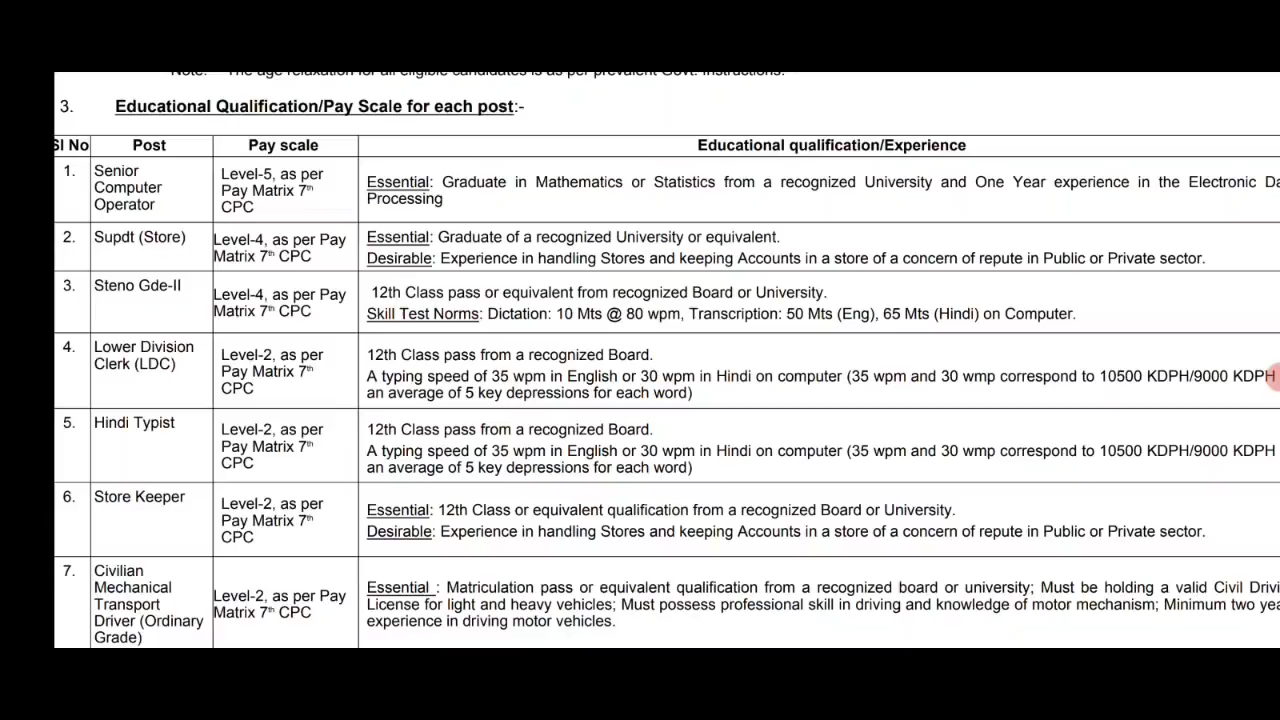 Note: The age relaxation for all eligible candidates is as per prevalent Govt. Instructions.
3. Educational Qualification/Pay Scale for each post:-
Sl No Post Pay scale Educational qualification/Experience
1. Senior
Computer
Operator
Level-5, as per
Pay Matrix 7th
CPC
Essential: Graduate in Mathematics or Statistics from a recognized University and One Year experience in the Electronic
Processing
2. Supdt (Store)
Level-4, as per Pay
Matrix 7th CPC
Essential: Graduate of a recognized University or equivalent.
Desirable: Experience in handling Stores and keeping Accounts in a store of a concern of repute in Public or Private sector.
3. Steno Gde-II
Level-4, as per Pay
Matrix 7th CPC
12th Class pass or equivalent from recognized Board or University.
Skill Test Norms: Dictation: 10 Mts @ 80 wpm, Transcription: 50 Mts (Eng), 65 Mts (Hindi) on Computer.
4. Lower Division
Clerk (LDC)
Level-2, as per
Pay Matrix 7th
CPC
12th Class pass from a recognized Board.
A typing speed of 35 wpm in English or 30 wpm in Hindi on computer (35 wpm and 30 wmp correspond to 10500 KDPH/9000 KDPH
an average of 5 key depressions for each word)
5. Hindi Typist
Level-2, as per
Pay Matrix 7th
CPC
12th Class pass from a recognized Board.
A typing speed of 35 wpm in English or 30 wpm in Hindi on computer (35 wpm and 30 wmp correspond to 10500 KDPH/9000 KDPH
an average of 5 key depressions for each word)
6. Store Keeper
Level-2, as per
Pay Matrix 7th
CPC
Essential: 12th Class or equivalent qualification from a recognized Board or University.
Desirable: Experience in handling Stores and keeping Accounts in a store of a concern of repute in Public or Private sector.
7. Civilian
Mechanical
Transport
Driver (Ordinary
Grade)
Level-2, as per Pay
Matrix 7th CPC
Essential : Matriculation pass or equivalent qualification from a recognized board or university; Must be holding a valid Civil
License for light and heavy vehicles; Must possess professional skill in driving and knowledge of motor mechanism; Minimum two
experience in driving motor vehicles.